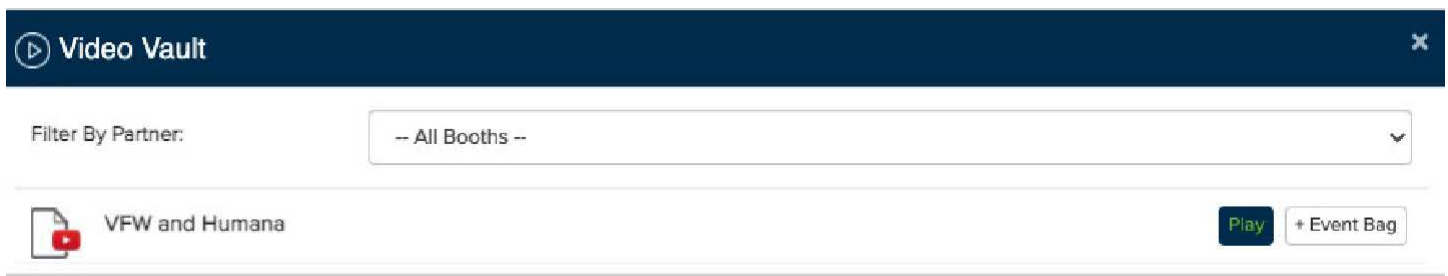 Video Vault
×
Filter By Partner:
-- All Booths --
VFW and Humana
Play
+ Event Bag